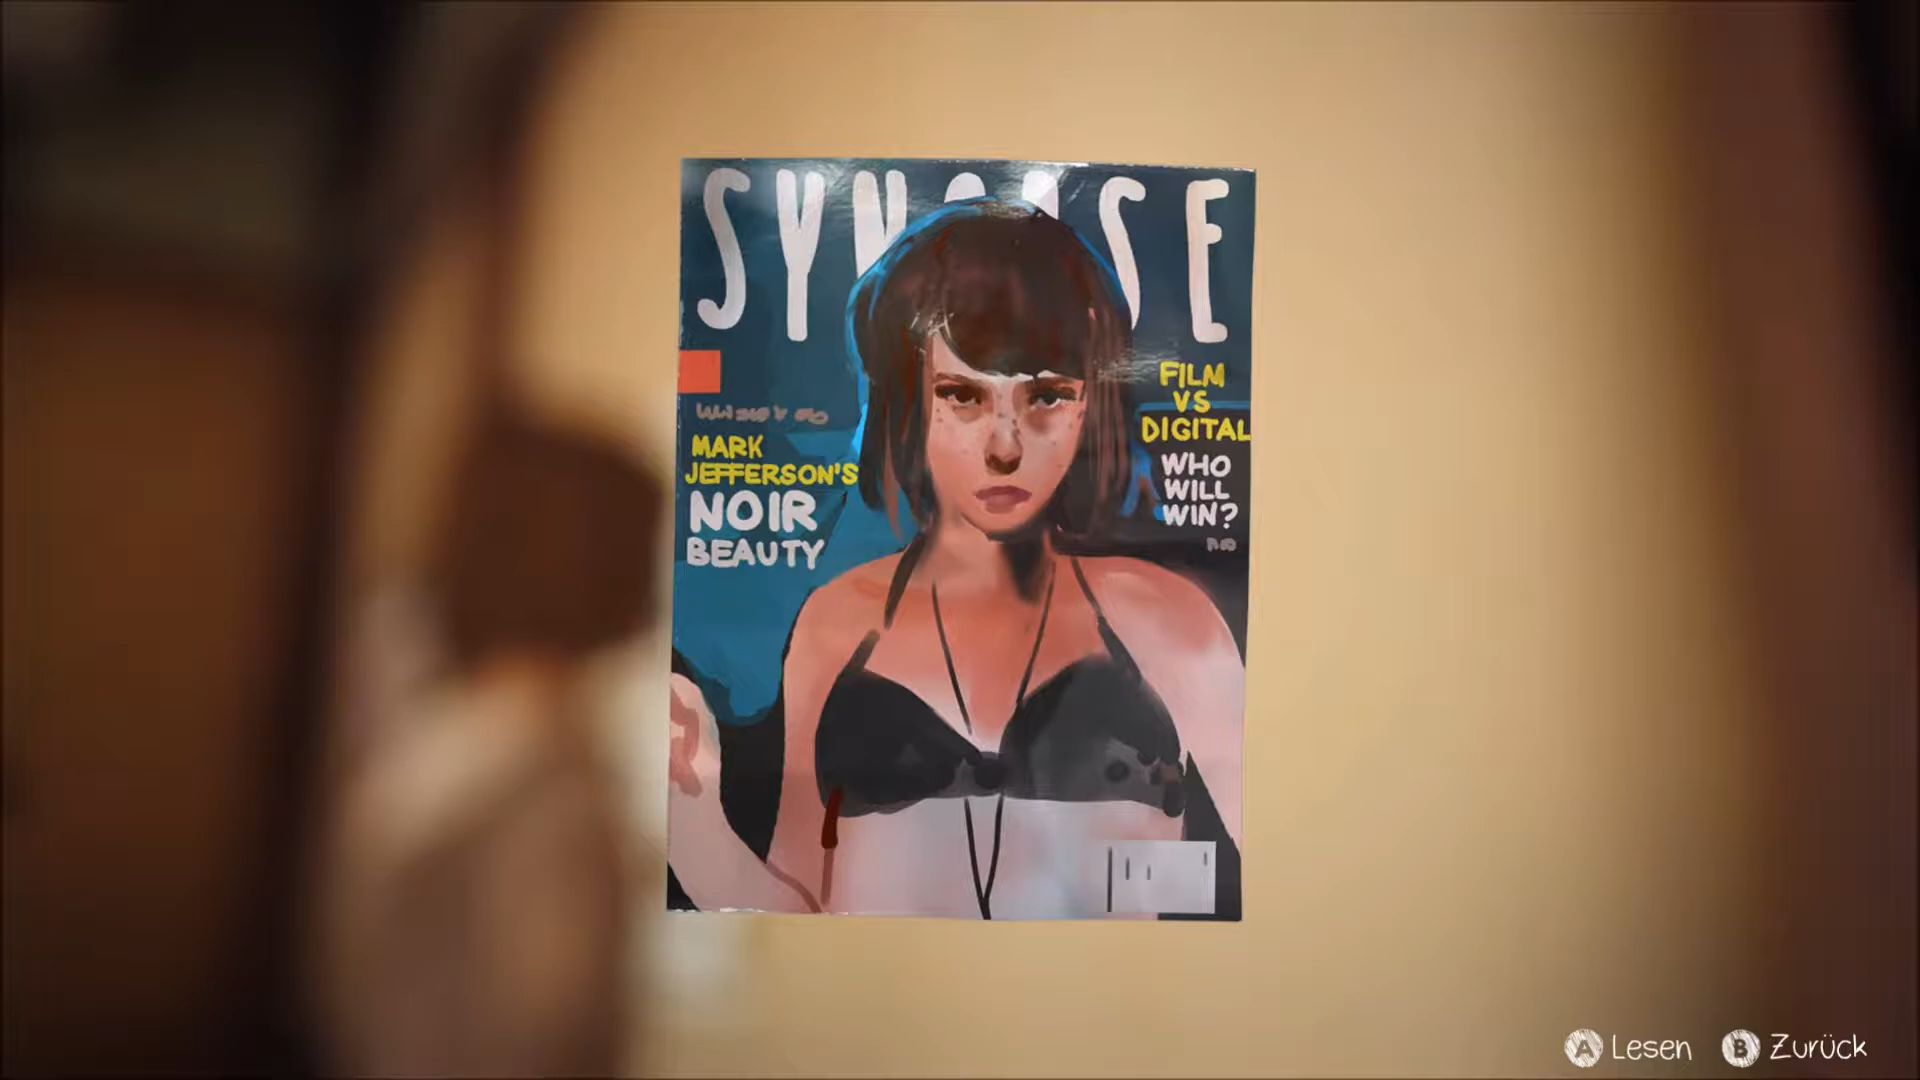 MARK
JEFFERSON'S
NOIR
BEAUTY
FILM
VS
DIGITAL
WHO
WILL
WIN?
A Lesen B Zurück